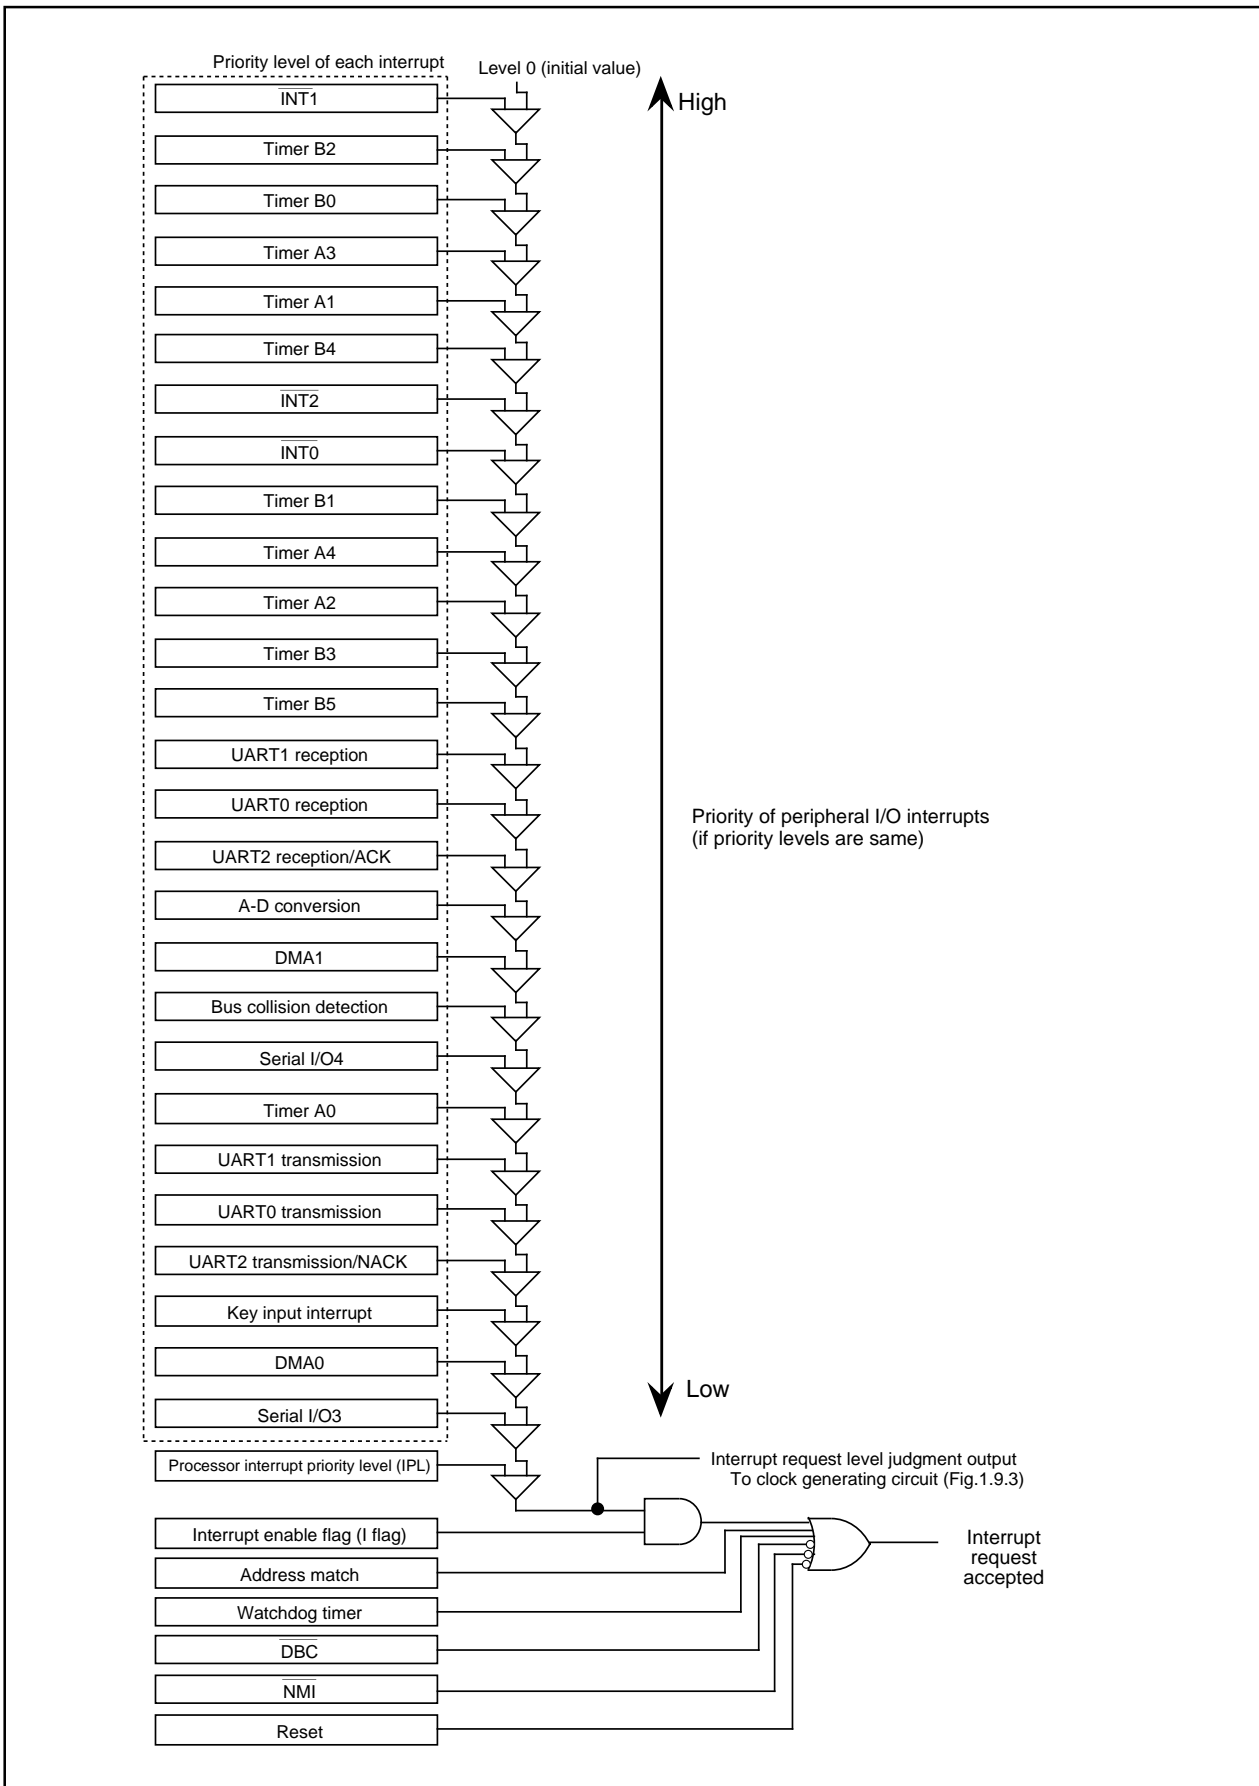 Priority level of each interrupt
Level 0 (initial value)
High
INT1
Timer B2
Timer B0
Timer A3
Timer A1
Timer B4
INT2
INT0
Timer B1
Timer A4
Timer A2
Timer B3
Timer B5
UART1 reception
UART0 reception
UART2 reception/ACK
A-D conversion
DMA1
Bus collision detection
Serial I/O4
Timer A0
UART1 transmission
UART0 transmission
UART2 transmission/NACK
Key input interrupt
DMA0
Serial I/O3
Priority of peripheral I/O interrupts
(if priority levels are same)
Low
Processor interrupt priority level (IPL)
Interrupt request level judgment output
To clock generating circuit (Fig.1.9.3)
Interrupt enable flag (I flag)
Address match
Watchdog timer
DBC
NMI
Reset
Interrupt
request
accepted